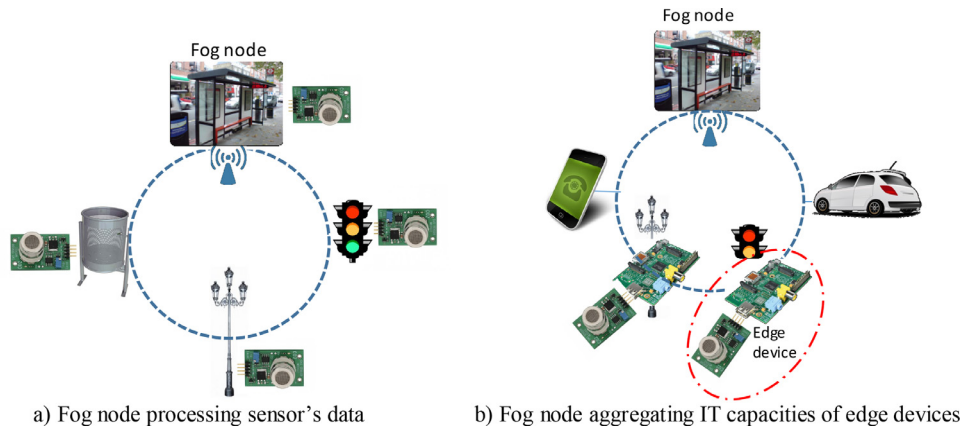 Fog node
Fog node
Edge
device
a) Fog node processing sensor's data
b) Fog node aggregating IT capacities of edge devices